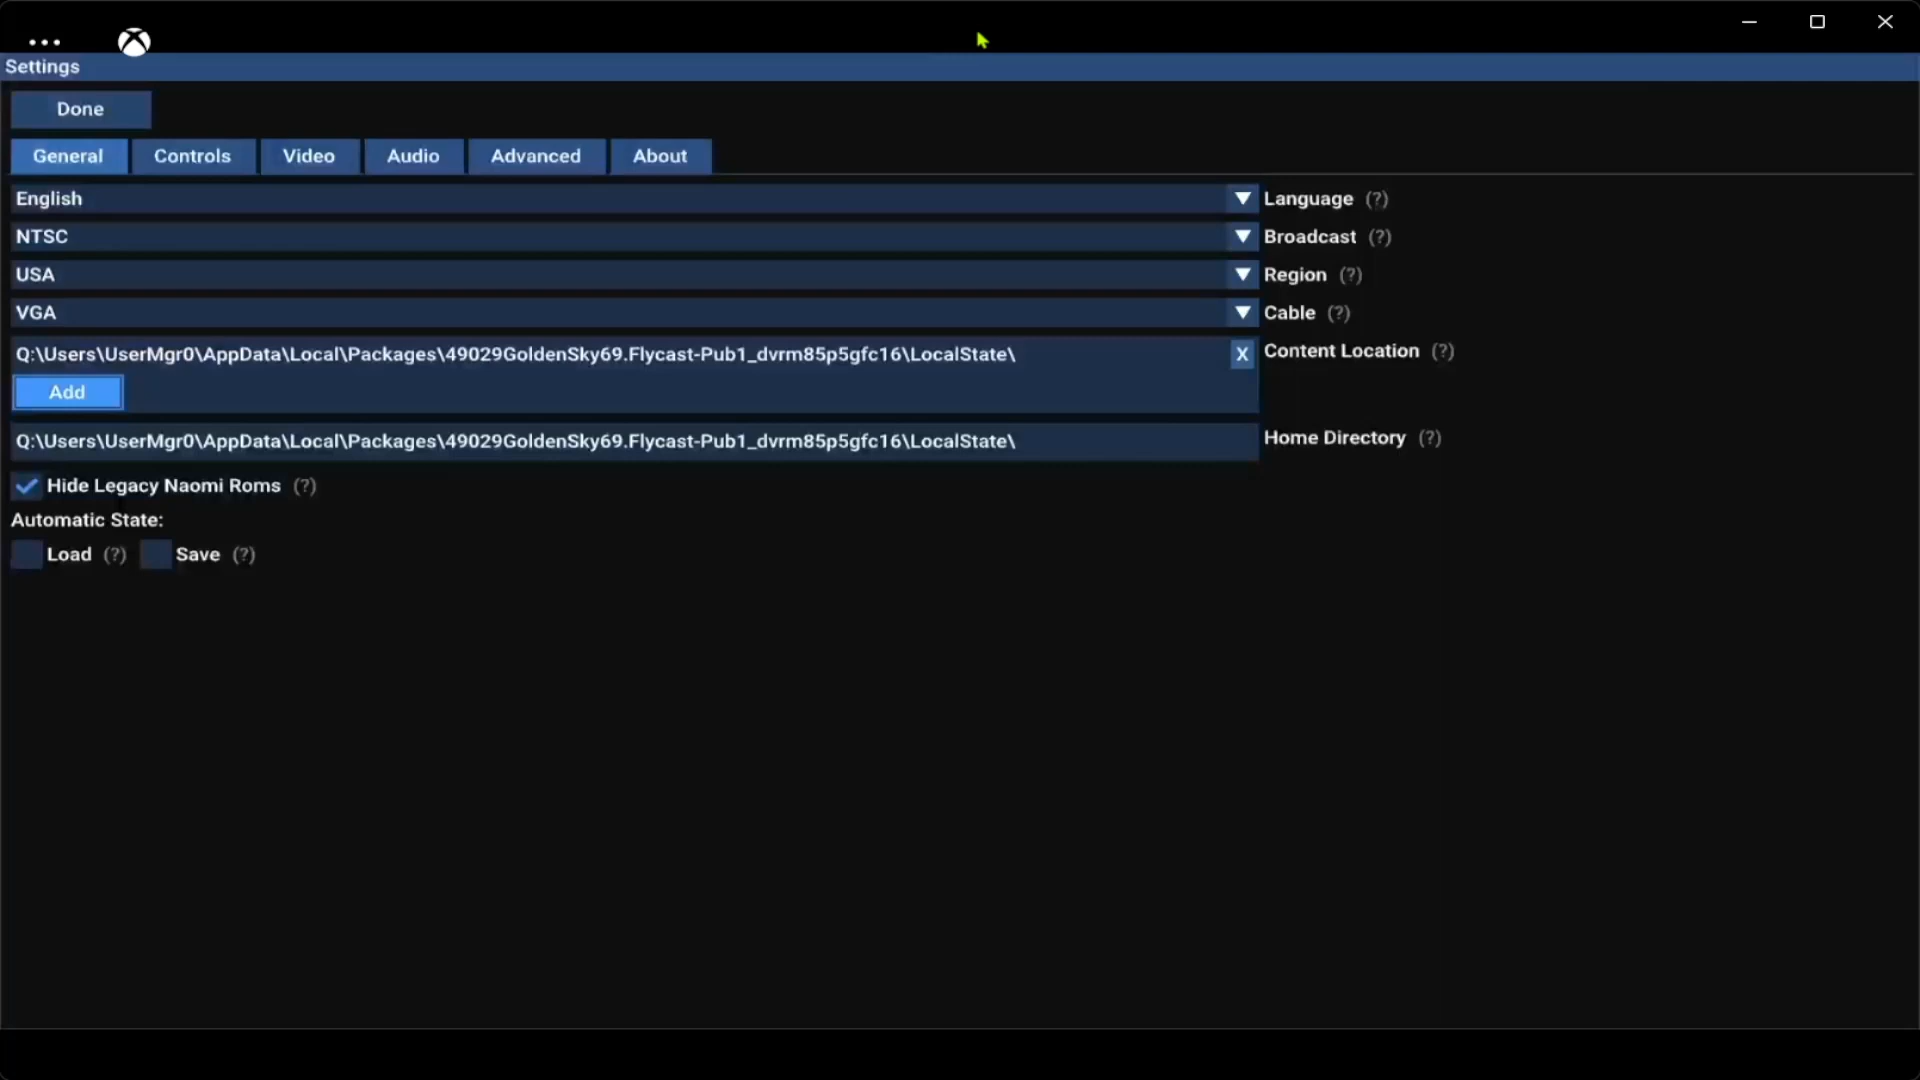 Settings
Done
General Controls Video Audio Advanced About
English Language (?)
NTSC Broadcast (?)
USA Region (?)
VGA Cable (?)
Q:\Users\UserMgr0\AppData\Local\Packages\49029GoldenSky69.Flycast-Pub1_dvrm85p5gfc16\LocalState\ X Content Location (?)
Add
Q:\Users\UserMgr0\AppData\Local\Packages\49029GoldenSky69.Flycast-Pub1_dvrm85p5gfc16\LocalState\ Home Directory (?)
Hide Legacy Naomi Roms (?)
Automatic State:
Load (?) Save (?)